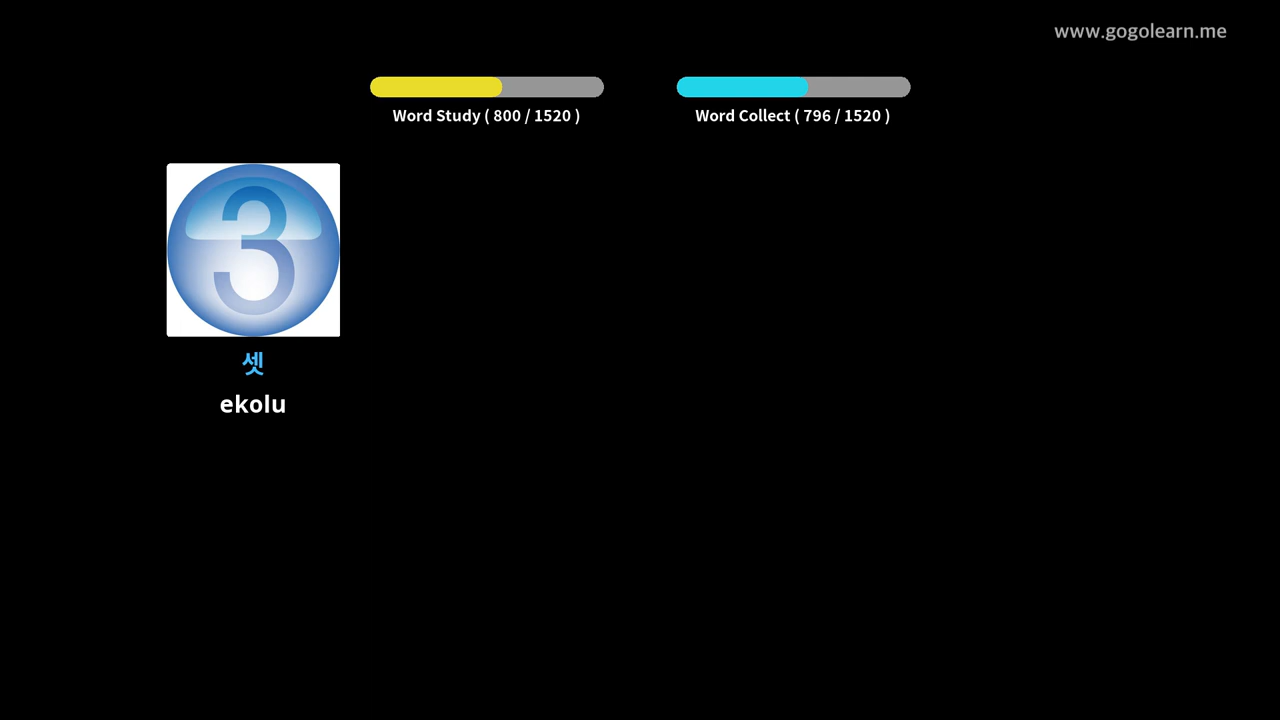 www.gogolearn.me
Word Study ( 800 / 1520 )
Word Collect ( 796 / 1520 )
3
셋
ekolu